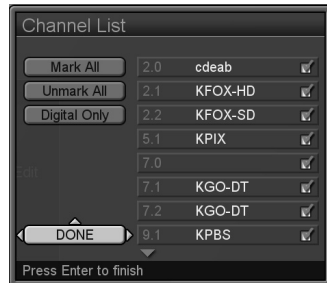 Channel List
Mark All
Unmark All
Digital Only
Edit
DONE
2.0 cdeab
2.1 KFOX-HD
2.2 KFOX-SD
5.1 KPIX
7.0
7.1 KGO-DT
7.2 KGO-DT
9.1 KPBS
Press Enter to finish